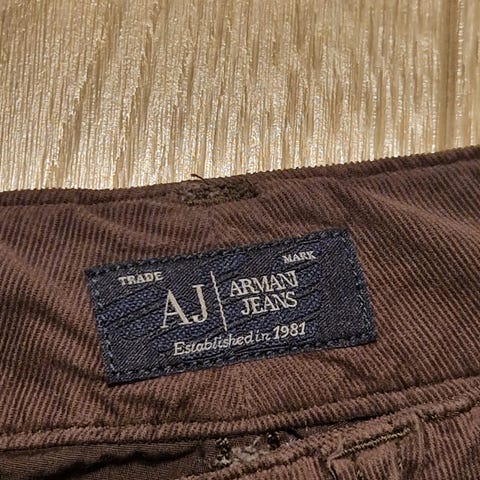 TRADE MARK
AJ ARMANI
JEANS
Established in 1981